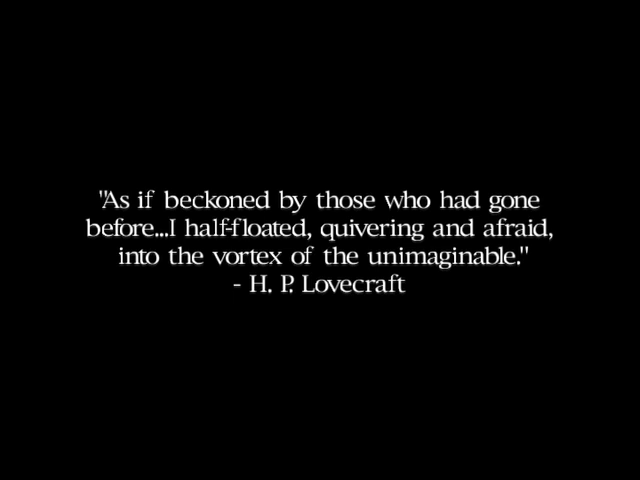 "As if beckoned by those who had gone
before...I half-floated, quivering and afraid,
into the vortex of the unimaginable."
- H. P. Lovecraft